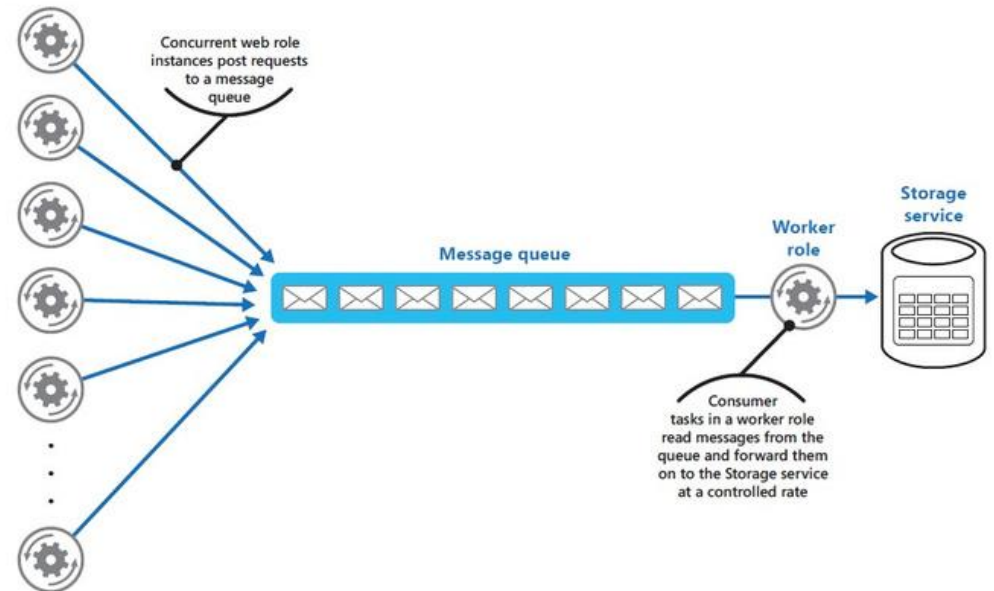 Concurrent web role
instances post requests
to a message
queue
Message queue
Worker
role
Storage
service
Consumer
tasks in a worker role
read messages from the
queue and forward them
on to the Storage service
at a controlled rate